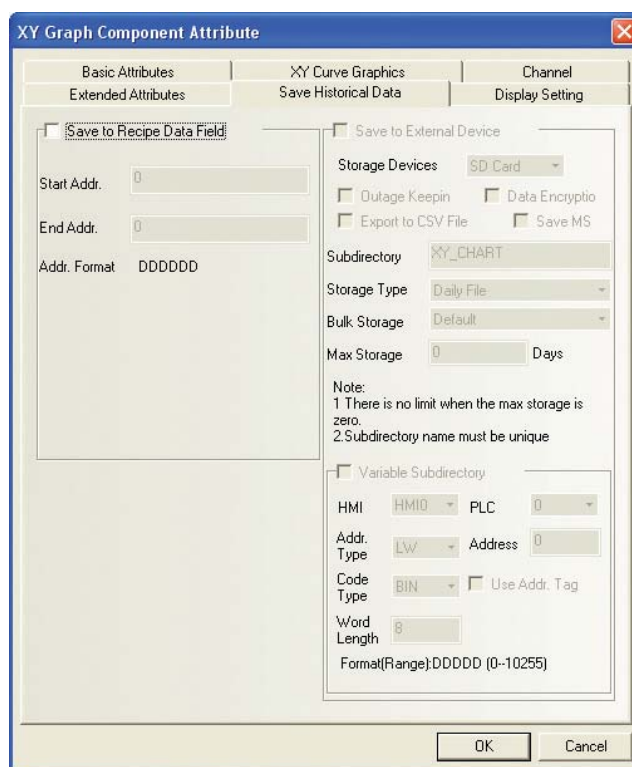 XY Graph Component Attribute
Basic Attributes
XY Curve Graphics
Channel
Extended Attributes
Save Historical Data
Display Setting
Save to Recipe Data Field
Start Addr.
0
End Addr.
0
Addr. Format DDDDDD
Save to External Device
Storage Devices SD Card
Outage Keepin Data Encryptio
Export to CSV File Save MS
Subdirectory XY_CHART
Storage Type Daily File
Bulk Storage Default
Max Storage 0 Days
Note:
1 There is no limit when the max storage is
zero.
2.Subdirectory name must be unique
Variable Subdirectory
HMI HMI0 PLC 0
Addr.
Type LW Address 0
Code
Type BIN Use Addr. Tag
Word
Length 8
Format(Range):DDDDD (0--10255)
OK Cancel